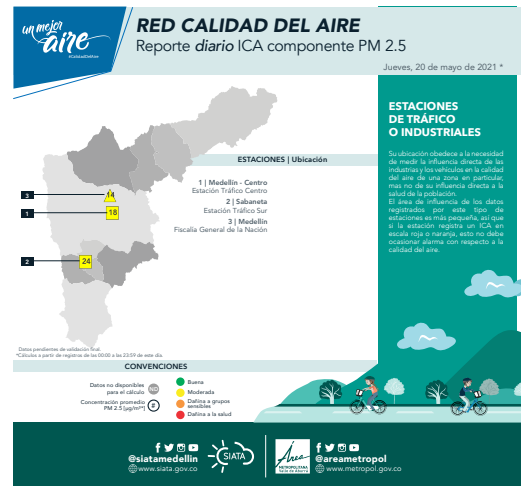 un mejor
aire
#CalidadDelAire
RED CALIDAD DEL AIRE
Reporte diario ICA componente PM 2.5
Jueves, 20 de mayo de 2021 *
ESTACIONES | Ubicación
1 | Medellín - Centro
Estación Tráfico Centro
2 | Sabaneta
Estación Tráfico Sur
3 | Medellín
Fiscalía General de la Nación
3
14
1
18
2
24
ESTACIONES
DE TRÁFICO
O INDUSTRIALES
Su ubicación obedece a la necesidad
de medir la influencia directa de las
industrias y los vehículos en la calidad
del aire de una zona en particular,
mas no de su influencia directa a la
salud de la población.
El área de influencia de los datos
registrados por este tipo de
estaciones es más pequeña, así que
si la estación registra un ICA en
escala roja o naranja, esto no debe
ocasionar alarma con respecto a la
calidad del aire.
Datos pendientes de validación final.
*Cálculos a partir de registros de las 00:00 a las 23:59 de este día.
CONVENCIONES
Datos no disponibles
para el cálculo
ND
Concentración promedio
PM 2.5 [µg/m³*]
#
Buena
Moderada
Dañina a grupos
sensibles
Dañina a la salud
@siatamedellin
www.siata.gov.co
SIATA
Área
METROPOLITANA
Valle de Aburrá
@areametropol
www.metropol.gov.co